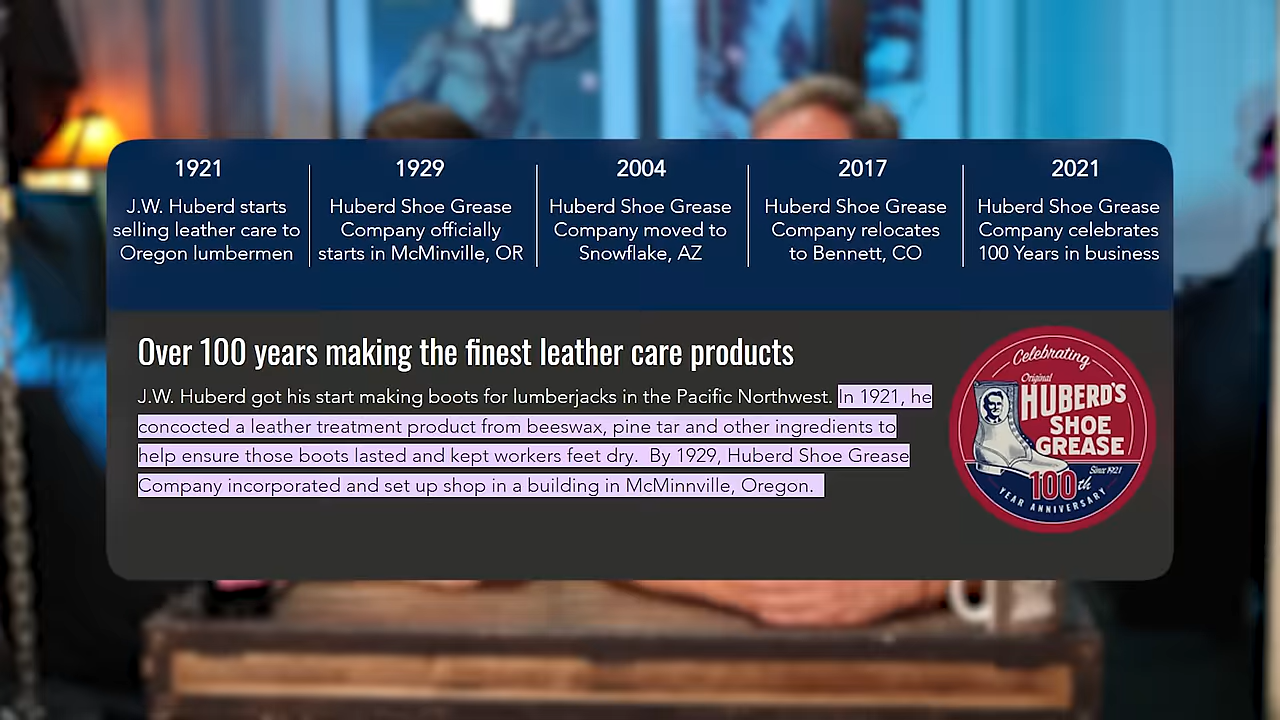 1921
J.W. Huberd starts
selling leather care to
Oregon lumbermen
1929
Huberd Shoe Grease
Company officially
starts in McMinville, OR
2004
Huberd Shoe Grease
Company moved to
Snowflake, AZ
2017
Huberd Shoe Grease
Company relocates
to Bennett, CO
2021
Huberd Shoe Grease
Company celebrates
100 Years in business
Over 100 years making the finest leather care products
J.W. Huberd got his start making boots for lumberjacks in the Pacific Northwest. In 1921, he
concocted a leather treatment product from beeswax, pine tar and other ingredients to
help ensure those boots lasted and kept workers feet dry. By 1929, Huberd Shoe Grease
Company incorporated and set up shop in a building in McMinnville, Oregon.
Celebrating
Original
HUBERD'S
SHOE
GREASE
Since 1921
100th
YEAR ANNIVERSARY